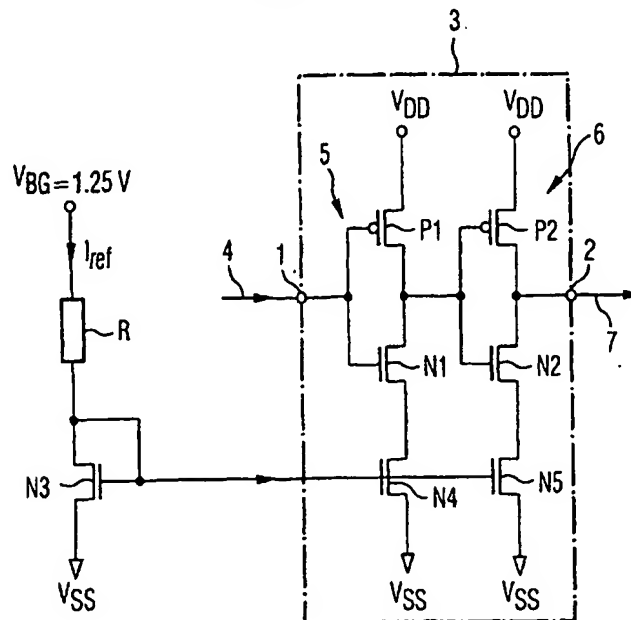 3
V_DD V_DD
5 6
V_BG = 1.25 V
P1 P2
I_ref
4 1 2
R
7
N1 N2
N3 N4 N5
V_SS V_SS V_SS